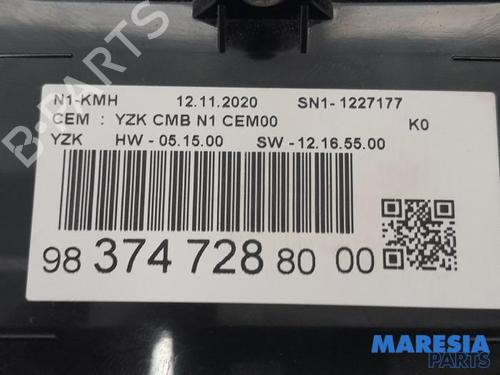 N1-KMH 12.11.2020 SN1- 1227177
CEM : YZK CMB N1 CEM00 K0
YZK HW - 05.15.00 SW - 12.16.55.00
98 374 728 80 00
MARESIA
PARTS